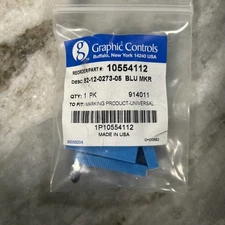 g
Graphic Controls
Buffalo, New York 14240 USA
REORDER/PART #: 10554112
Desc: 82-12-0273-05 BLU MKR
QTY: 1 PK 914011
TO FIT: MARKING PRODUCT-UNIVERSAL
1P10554112
MADE IN USA